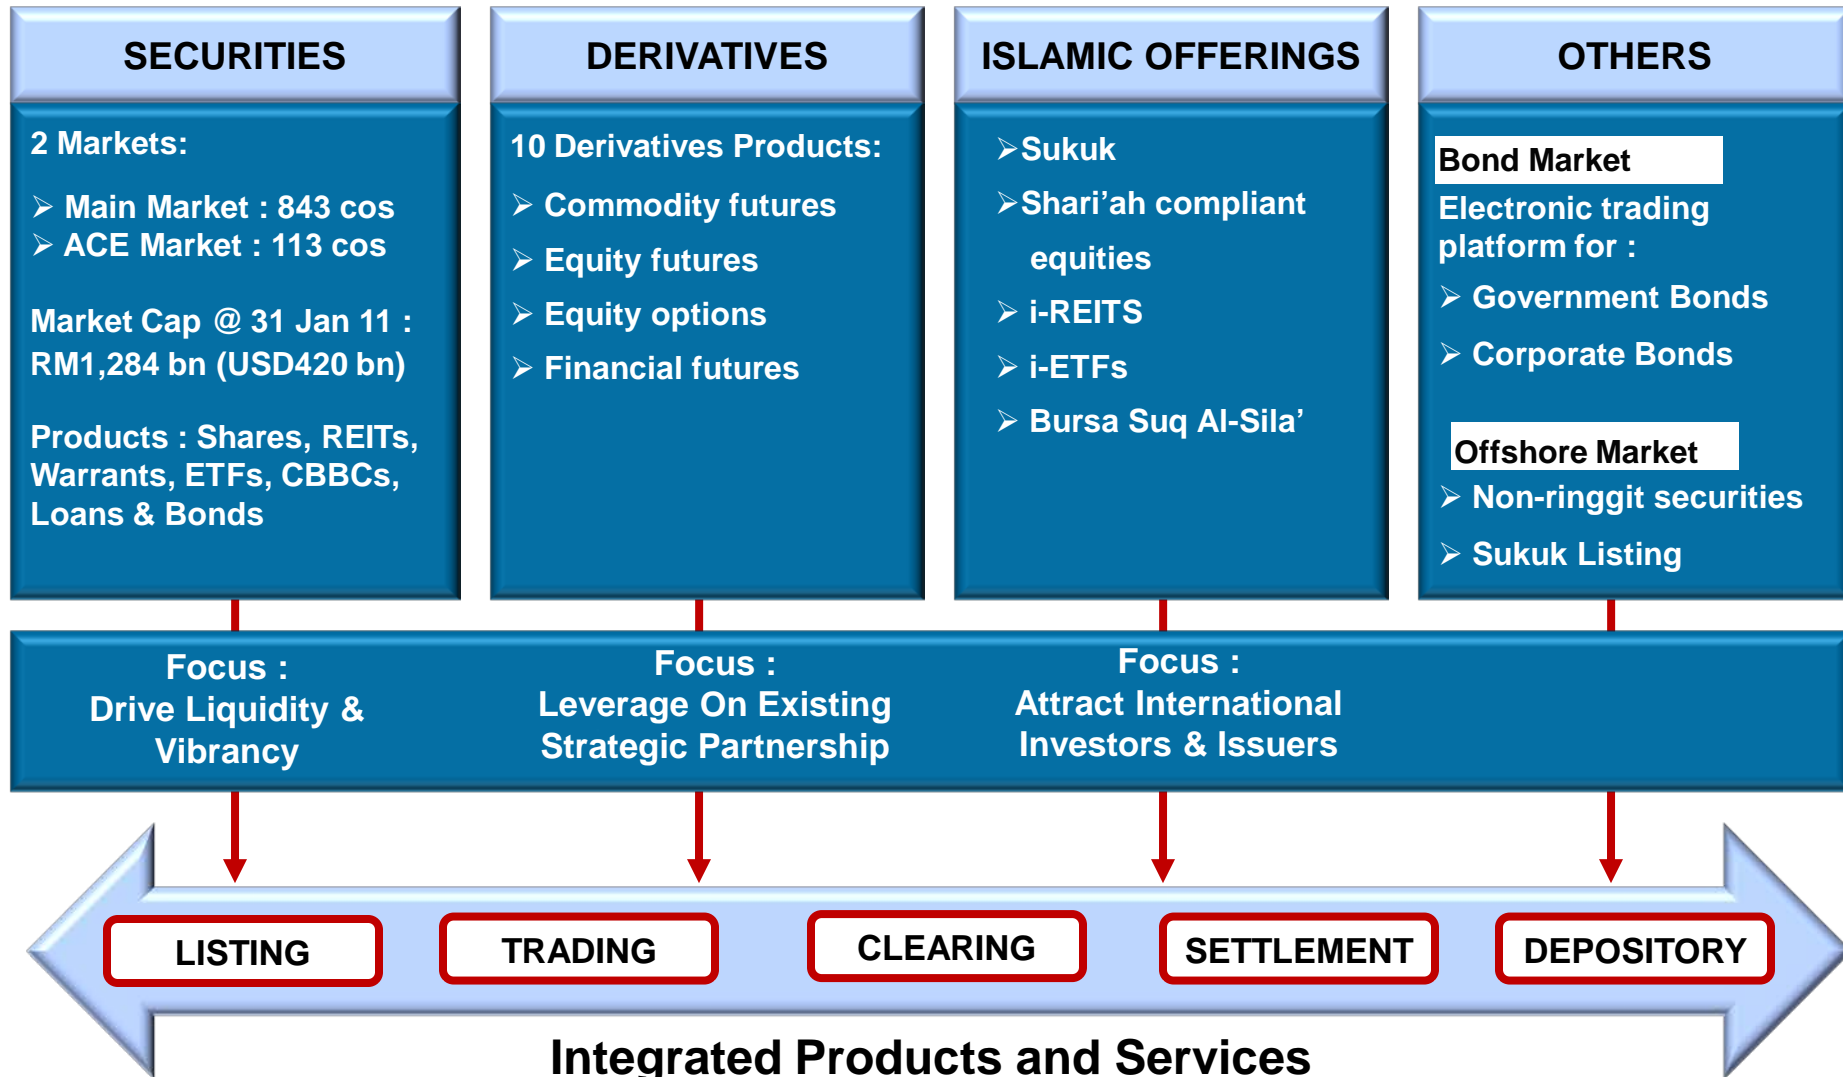 SECURITIES
2 Markets:
➢ Main Market : 843 cos
➢ ACE Market : 113 cos
Market Cap @ 31 Jan 11 :
RM1,284 bn (USD420 bn)
Products : Shares, REITs,
Warrants, ETFs, CBBCs,
Loans & Bonds
DERIVATIVES
10 Derivatives Products:
➢ Commodity futures
➢ Equity futures
➢ Equity options
➢ Financial futures
ISLAMIC OFFERINGS
➢Sukuk
➢Shari’ah compliant
equities
➢ i-REITS
➢ i-ETFs
➢ Bursa Suq Al-Sila’
OTHERS
Bond Market
Electronic trading
platform for :
➢ Government Bonds
➢ Corporate Bonds
Offshore Market
➢ Non-ringgit securities
➢ Sukuk Listing
Focus :
Drive Liquidity &
Vibrancy
Focus :
Leverage On Existing
Strategic Partnership
Focus :
Attract International
Investors & Issuers
LISTING
TRADING
CLEARING
SETTLEMENT
DEPOSITORY
Integrated Products and Services